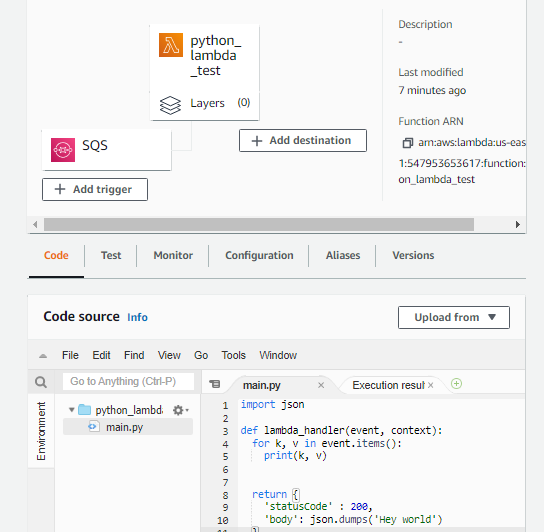 python_
lambda
_test
Layers (0)
SQS
Add trigger
Add destination
Description
-
Last modified
7 minutes ago
Function ARN
arn:aws:lambda:us-eas
1:547953653617:function:
on_lambda_test
Code Test Monitor Configuration Aliases Versions
Code source Info
Upload from
File Edit Find View Go Tools Window
Go to Anything (Ctrl-P)
main.py
Execution result
Environment
python_lambda
main.py
1 import json
2
3 def lambda_handler(event, context):
4 for k, v in event.items():
5 print(k, v)
6
7
8 return {
9 'statusCode' : 200,
10 'body': json.dumps('Hey world')